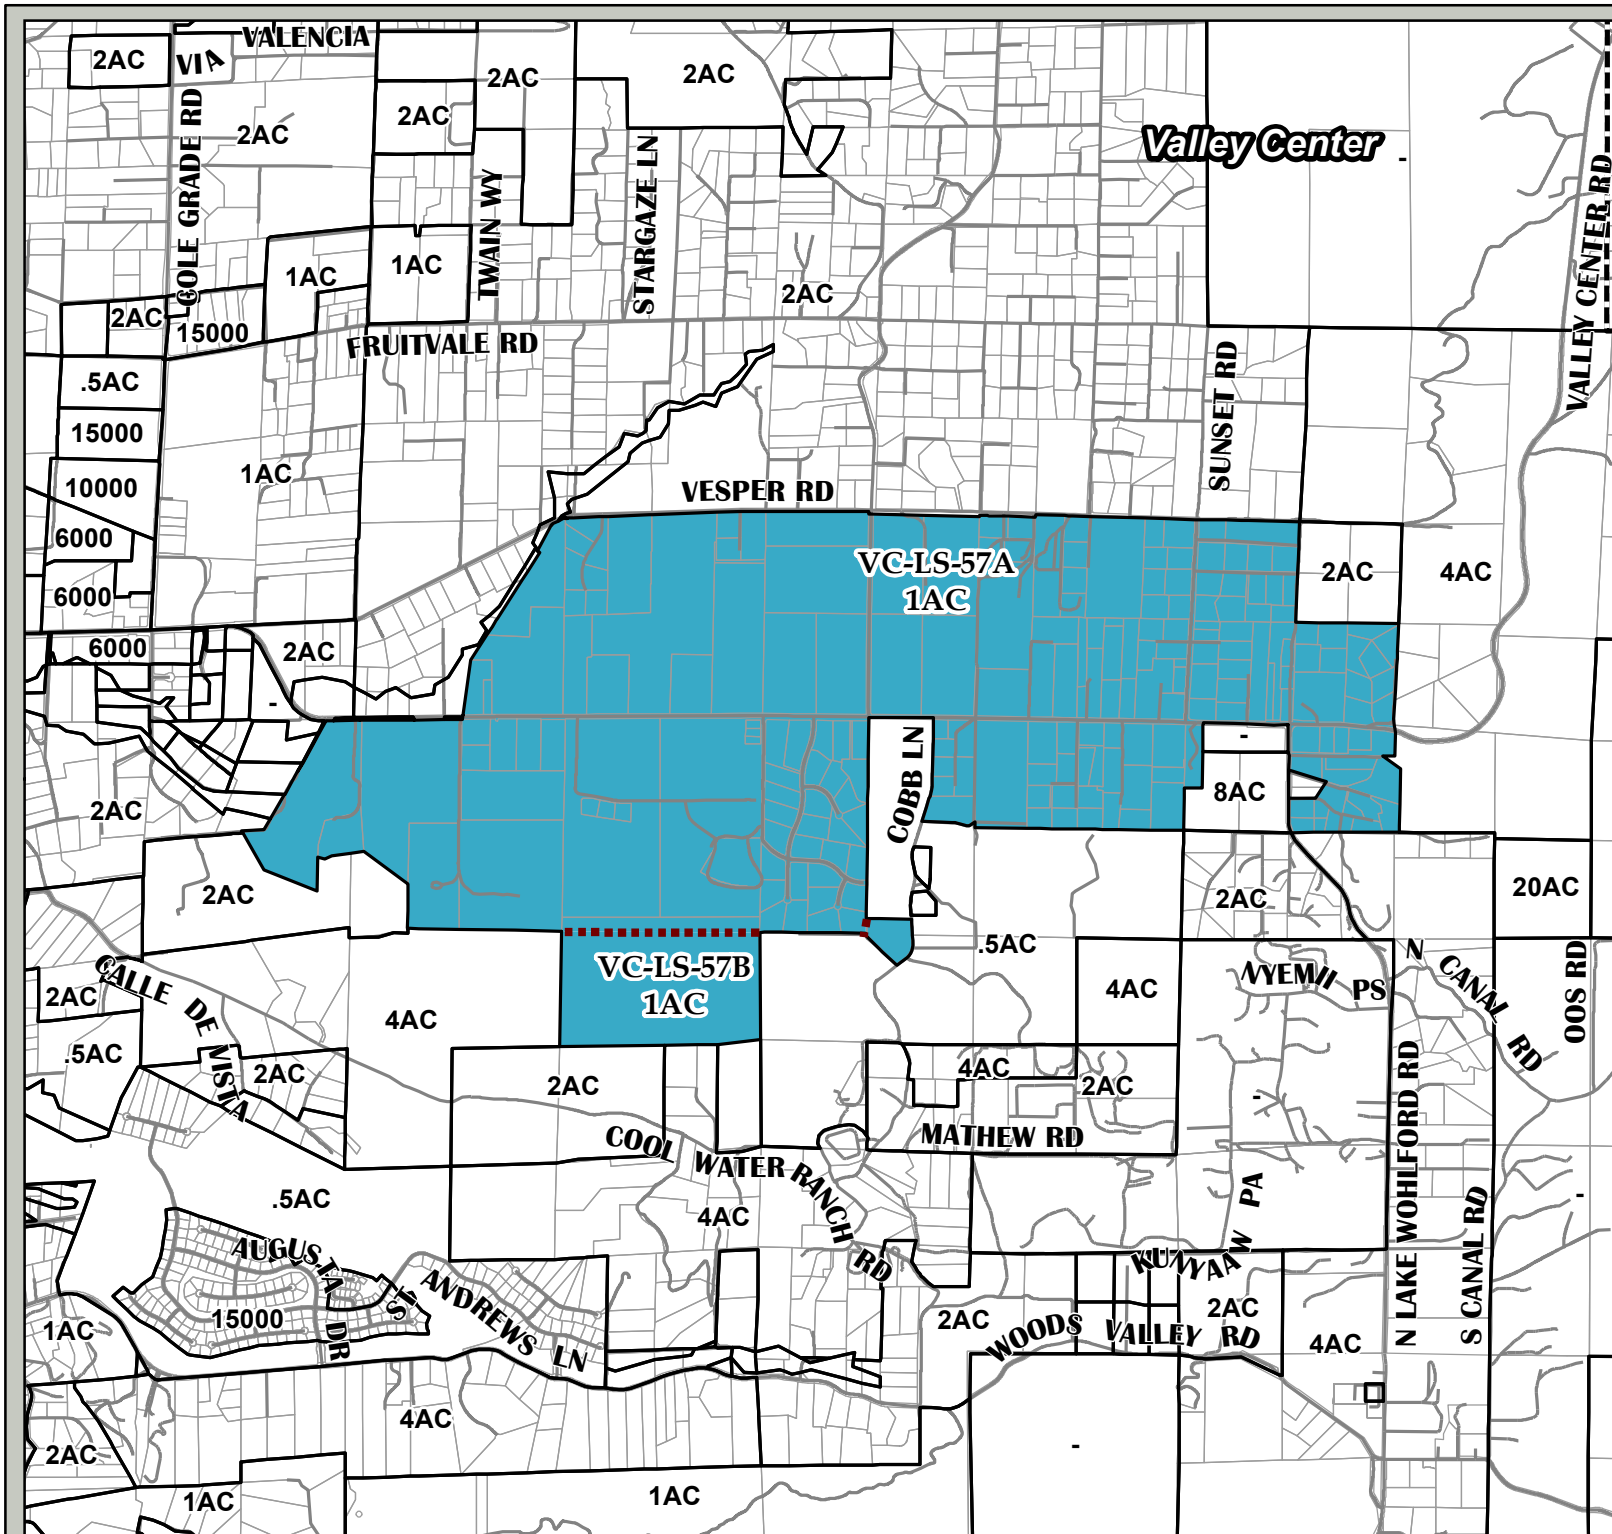 VALENCIA
2AC
VIA
2AC
2AC
2AC
COLE GRADE RD
2AC
Valley Center
-
STARGAZE LN
TWAIN WY
VALLEY CENTER RD
1AC
1AC
2AC
2AC
15000
FRUITVALE RD
SUNSET RD
.5AC
15000
1AC
10000
VESPER RD
6000
VC-LS-57A
1AC
2AC
4AC
6000
6000
2AC
-
-
COBB LN
8AC
2AC
2AC
2AC
20AC
.5AC
N CANAL RD
OOS RD
VC-LS-57B
1AC
CALLE DE VISTA
2AC
4AC
4AC
NYEMII PS
.5AC
2AC
2AC
4AC
2AC
-
N LAKE WOHLFORD RD
MATHEW RD
COOL WATER RANCH RD
.5AC
4AC
PA
KUNYAAW
-
S CANAL RD
AUGUSTA DR
ST ANDREWS LN
15000
1AC
2AC
WOODS VALLEY RD
2AC
4AC
4AC
2AC
-
1AC
1AC